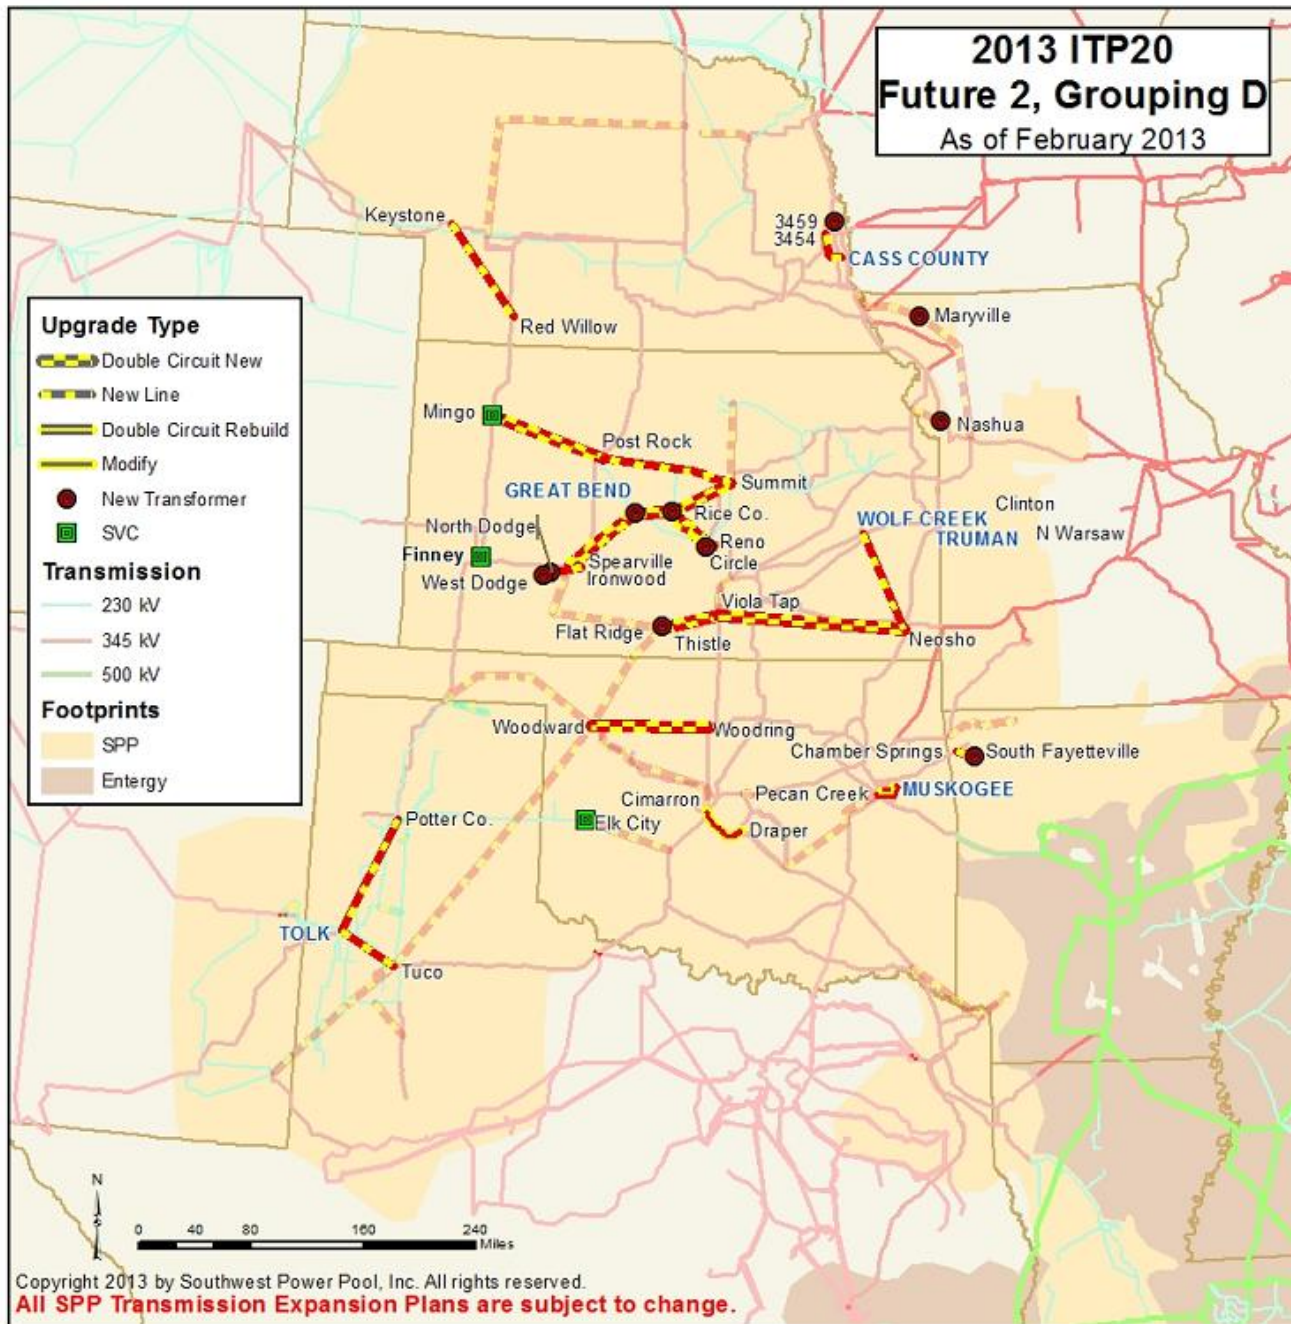 2013 ITP20
Future 2, Grouping D
As of February 2013
Keystone
3459
3454
CASS COUNTY
Maryville
Red Willow
Upgrade Type
Double Circuit New
New Line
Double Circuit Rebuild
Modify
New Transformer
SVC
Transmission
230 kV
345 kV
500 kV
Footprints
SPP
Entergy
Mingo
Post Rock
Nashua
Summit
GREAT BEND
Rice Co.
North Dodge
Reno
Circle
Clinton
WOLF CREEK
TRUMAN
N Warsaw
Finney
Spearville
West Dodge
Ironwood
Viola Tap
Flat Ridge
Thistle
Neosho
Woodward
Woodring
Chamber Springs
South Fayetteville
Cimarron
Pecan Creek
MUSKOGEE
Potter Co.
Elk City
Draper
TOLK
Tuco
N
S
0 40 80 160 240
Miles
Copyright 2013 by Southwest Power Pool, Inc. All rights reserved.
All SPP Transmission Expansion Plans are subject to change.